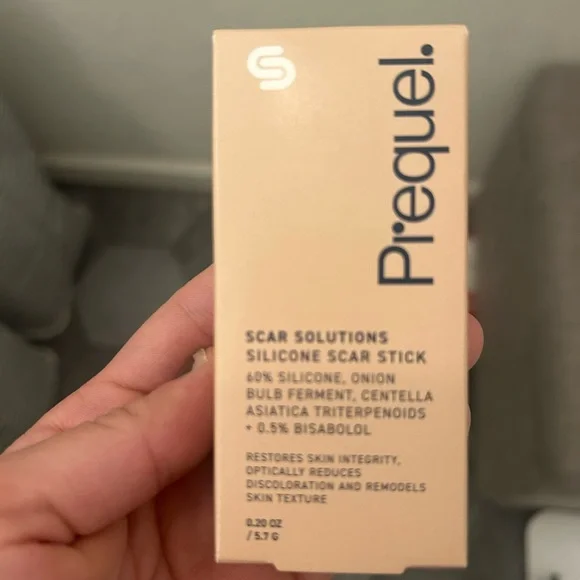 Prequel.
SCAR SOLUTIONS
SILICONE SCAR STICK
60% SILICONE, ONION
BULB FERMENT, CENTELLA
ASIATICA TRITERPENOIDS
+ 0.5% BISABOLOL
RESTORES SKIN INTEGRITY,
OPTICALLY REDUCES
DISCOLORATION AND REMODELS
SKIN TEXTURE
0.20 OZ
/ 5.7 G